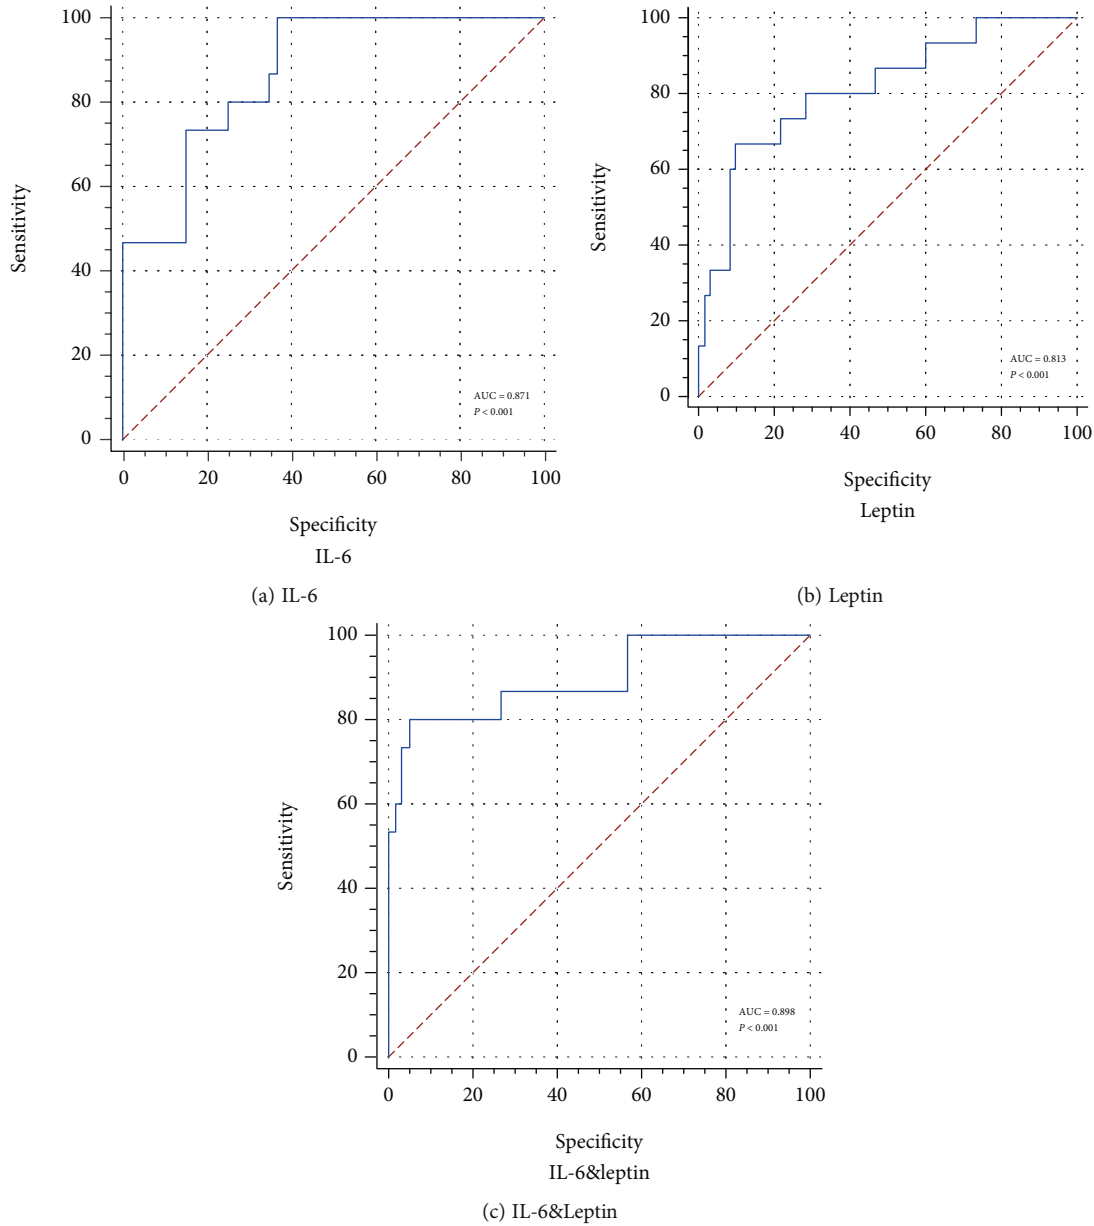 100
80
60
40
20
0
Sensitivity
AUC = 0.871
P < 0.001
0 20 40 60 80 100
Specificity
IL-6
(a) IL-6
100
80
60
40
20
0
Sensitivity
AUC = 0.813
P < 0.001
0 20 40 60 80 100
Specificity
Leptin
(b) Leptin
100
80
60
40
20
0
Sensitivity
AUC = 0.898
P < 0.001
0 20 40 60 80 100
Specificity
IL-6&leptin
(c) IL-6&Leptin